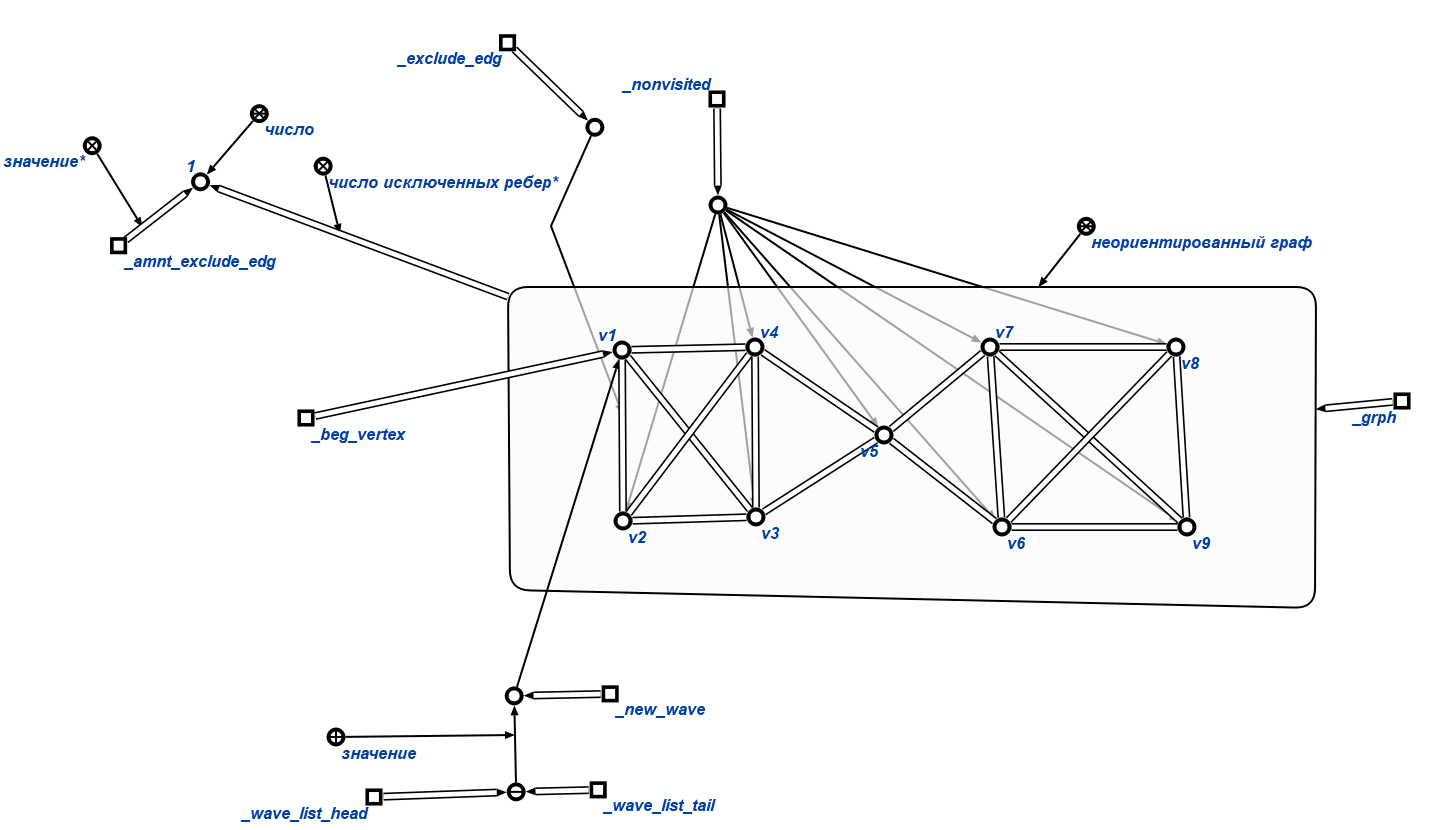 _exclude_edg
_nonvisited
число
значение*
1
число исключенных ребер*
_amnt_exclude_edg
неориентированный граф
v1
v4
v7
v8
_beg_vertex
_grph
v5
v2
v3
v6
v9
_new_wave
значение
_wave_list_head
_wave_list_tail